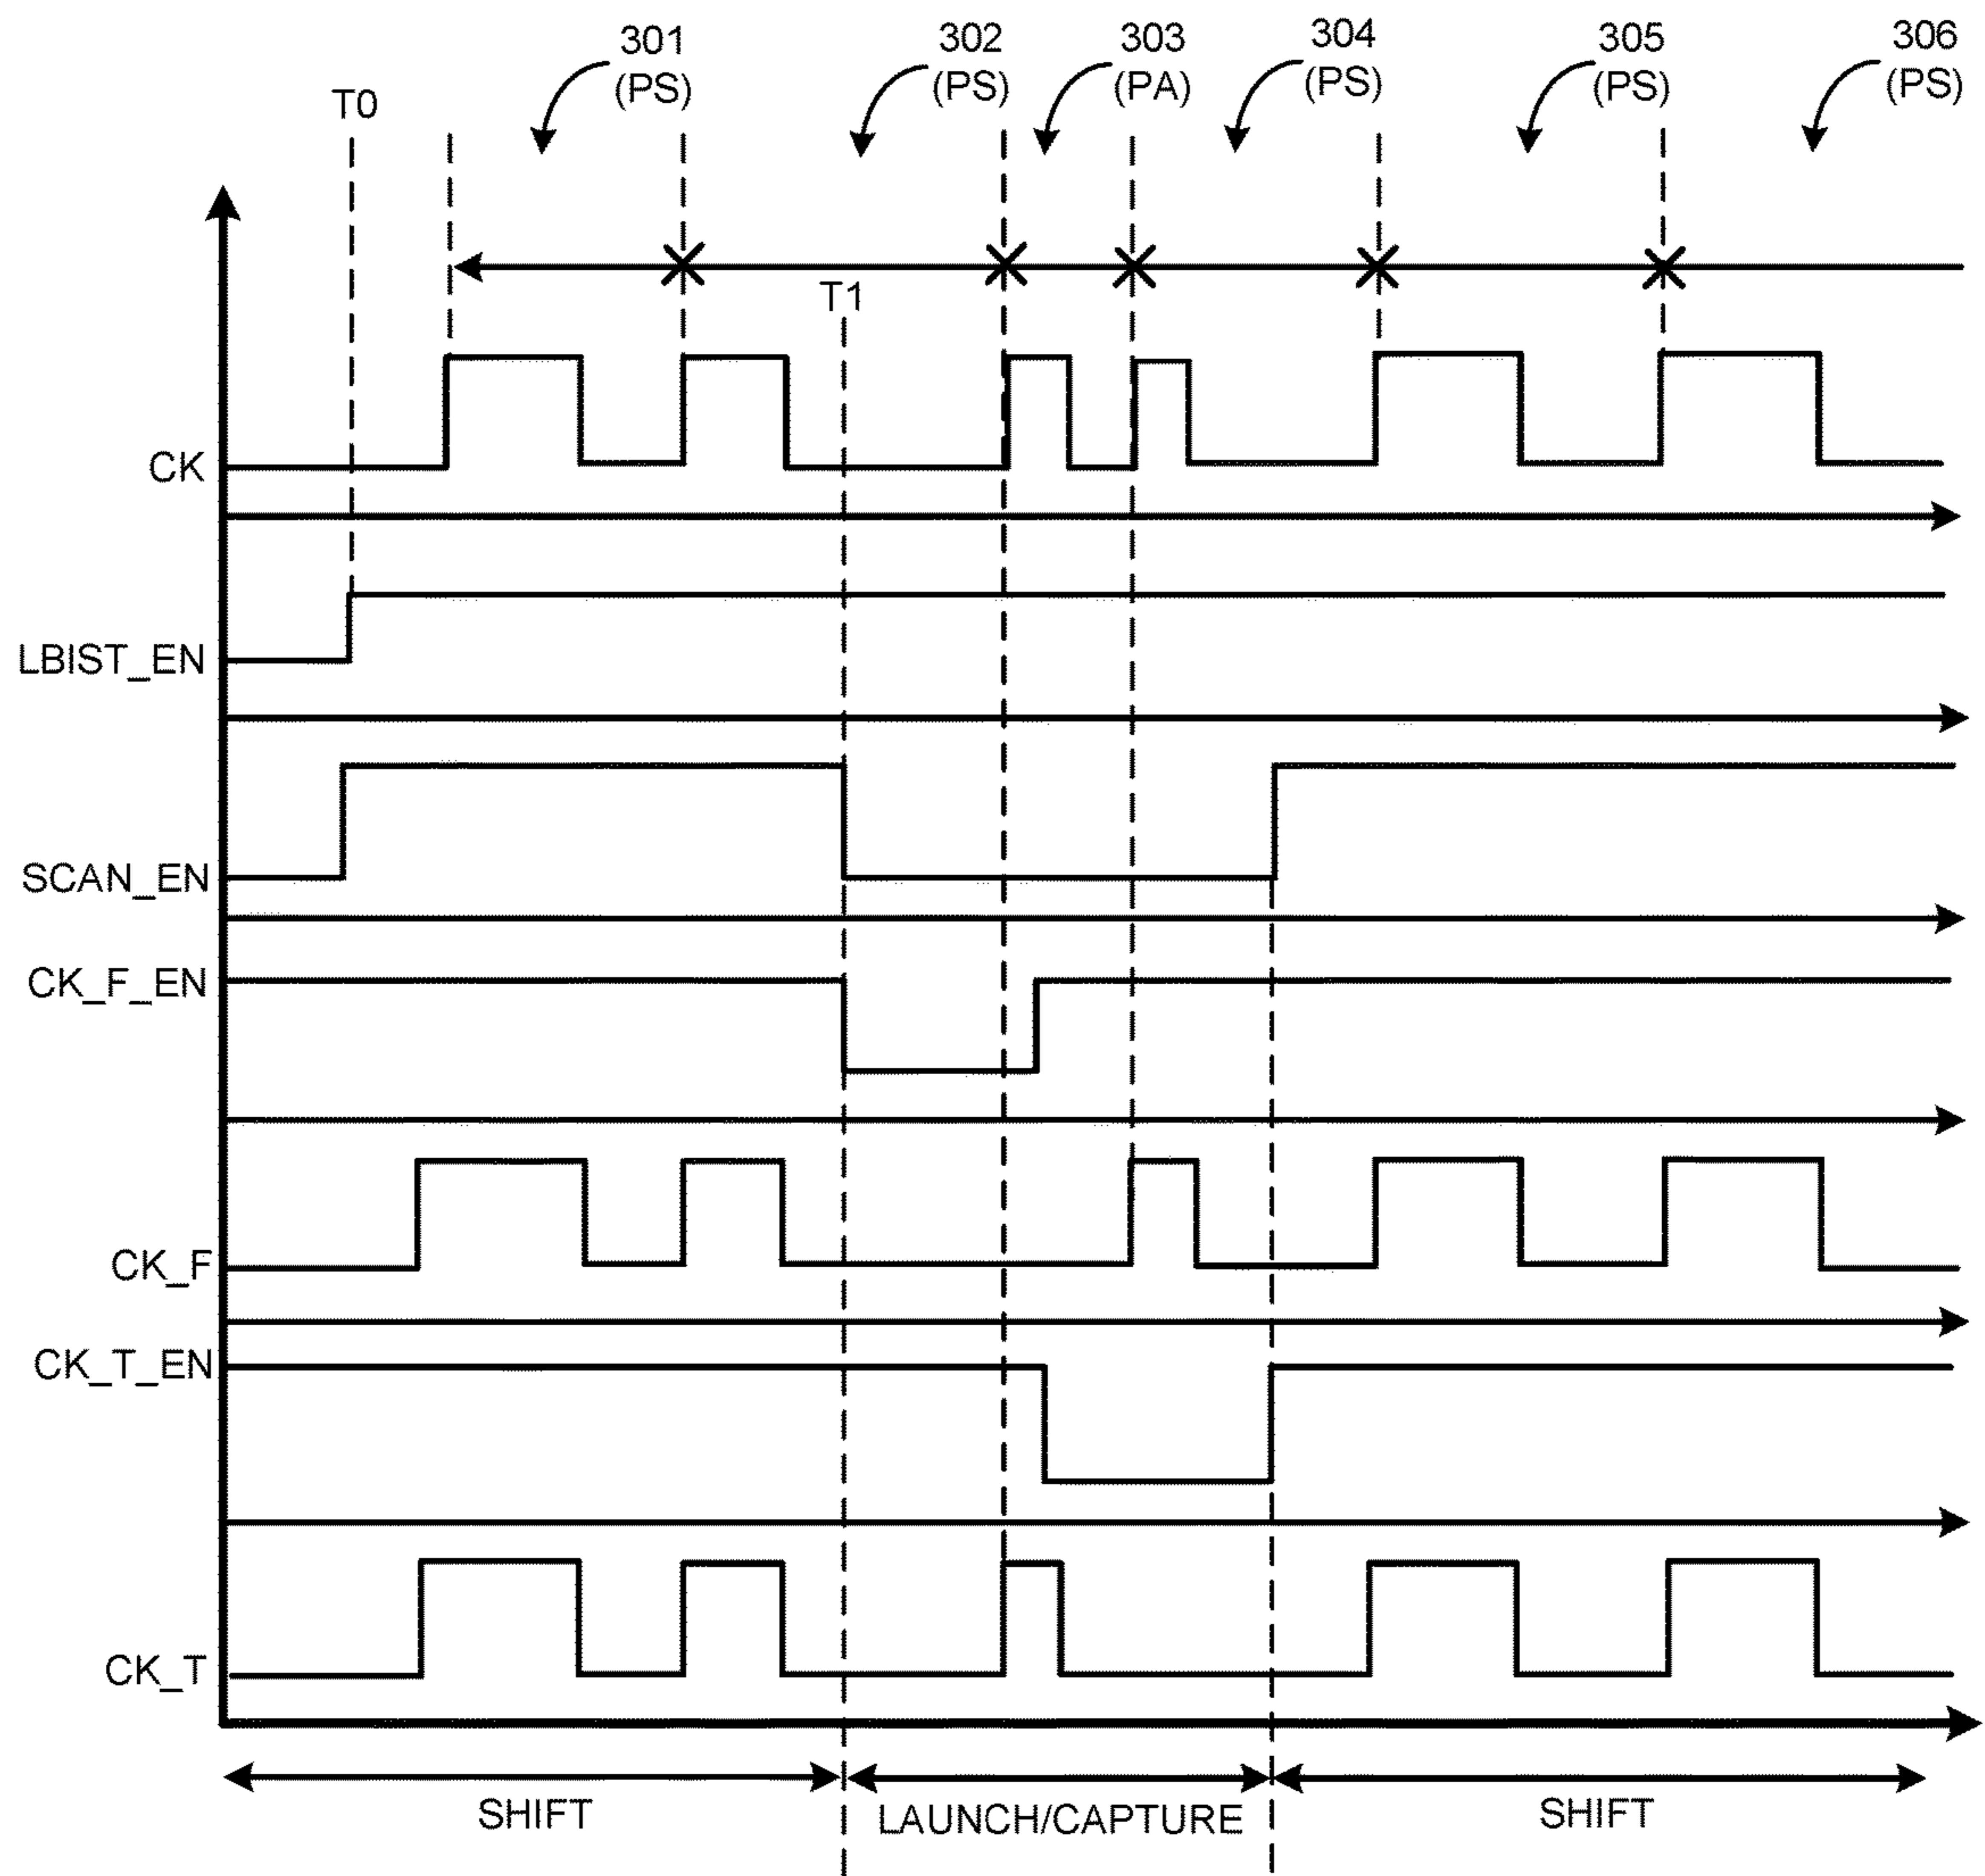 301
(PS)
302
(PS)
303
(PA)
304
(PS)
305
(PS)
306
(PS)
T0
T1
CK
LBIST_EN
SCAN_EN
CK_F_EN
CK_F
CK_T_EN
CK_T
SHIFT
LAUNCH/CAPTURE
SHIFT